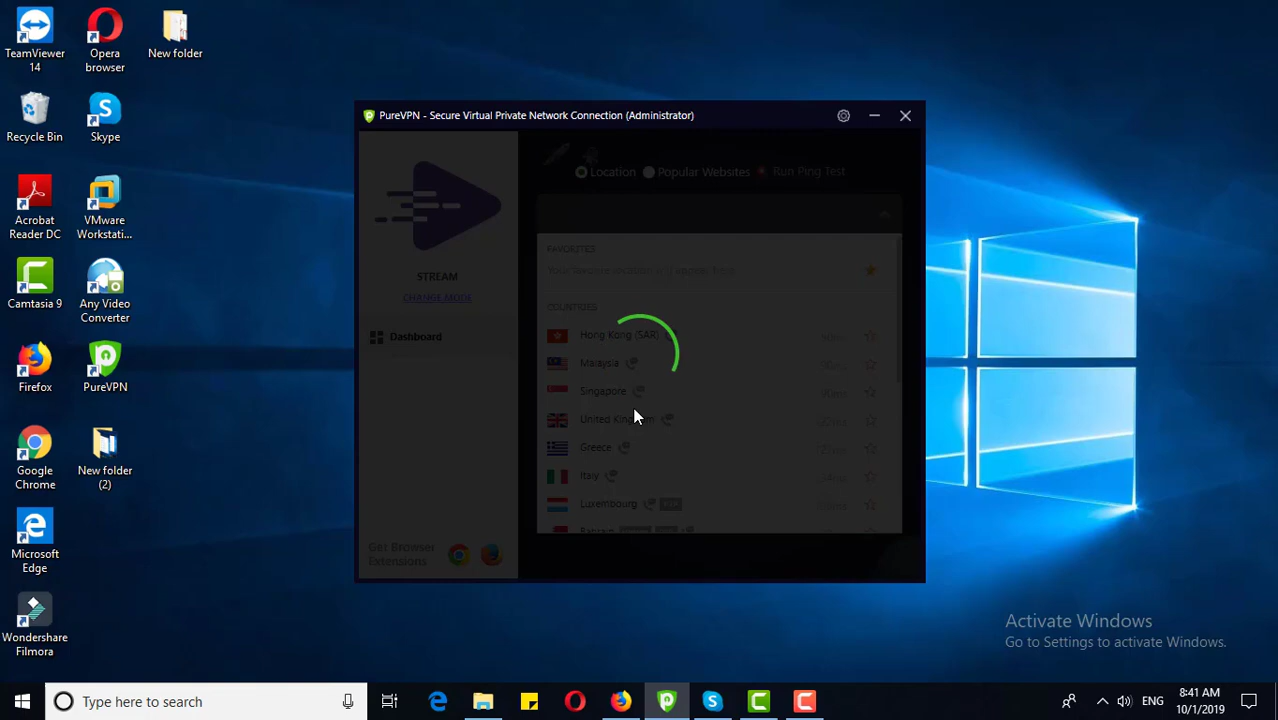 TeamViewer
14
Opera
browser
New folder
Recycle Bin
Skype
Acrobat
Reader DC
VMware
Workstati...
Camtasia 9
Any Video
Converter
Firefox
PureVPN
Google
Chrome
New folder
(2)
Microsoft
Edge
Wondershare
Filmora
PureVPN - Secure Virtual Private Network Connection (Administrator)
STREAM
CHANGE MODE
Dashboard
Get Browser
Extensions
Location
Popular Websites
Run Ping Test
FAVORITES
COUNTRIES
Hong Kong (SAR)
Malaysia
Singapore
United Kingdom
Greece
Italy
Luxembourg
Activate Windows
Go to Settings to activate Windows.
Type here to search
ENG
8:41 AM
10/1/2019